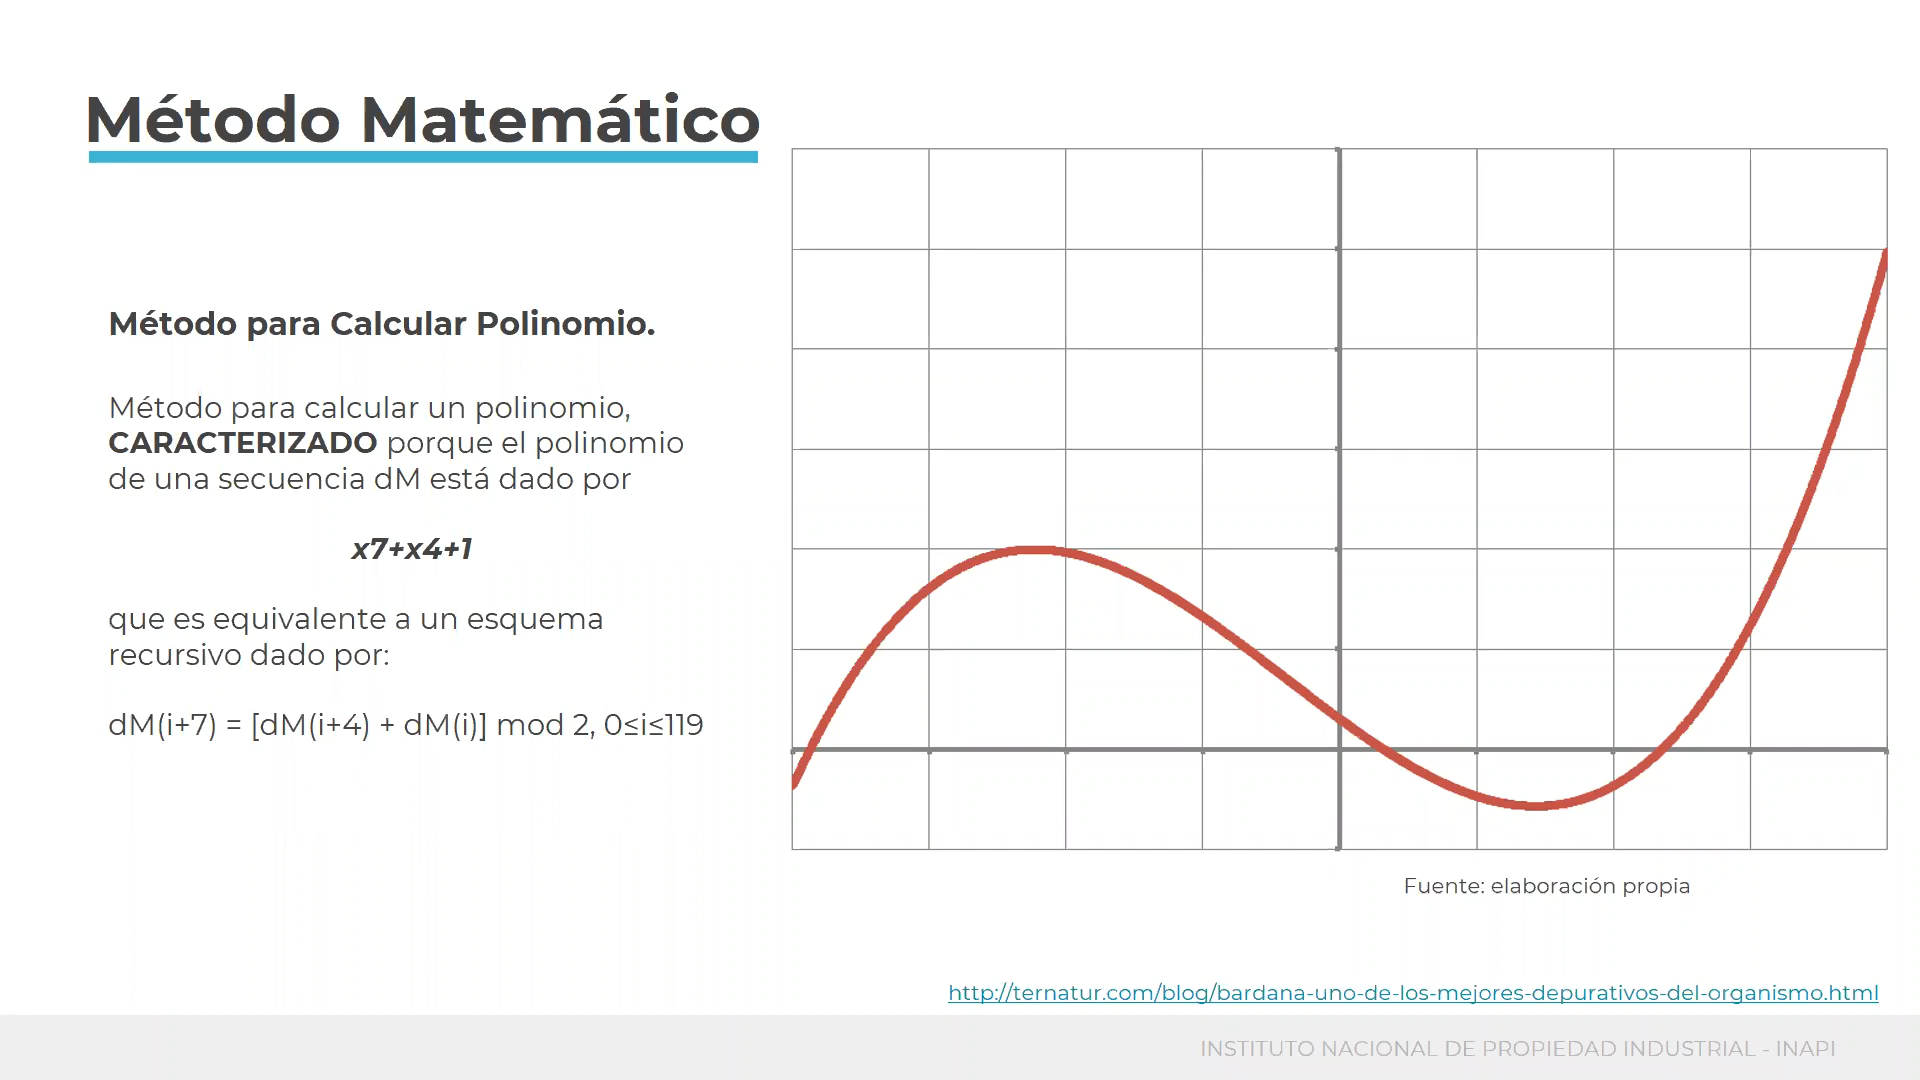 Método Matemático
Método para Calcular Polinomio.
Método para calcular un polinomio,
CARACTERIZADO porque el polinomio
de una secuencia dM está dado por
x7+x4+1
que es equivalente a un esquema
recursivo dado por:
dM(i+7) = [dM(i+4) + dM(i)] mod 2, 0≤i≤119
Fuente: elaboración propia
http://ternatur.com/blog/bardana-uno-de-los-mejores-depurativos-del-organismo.html
INSTITUTO NACIONAL DE PROPIEDAD INDUSTRIAL - INAPI